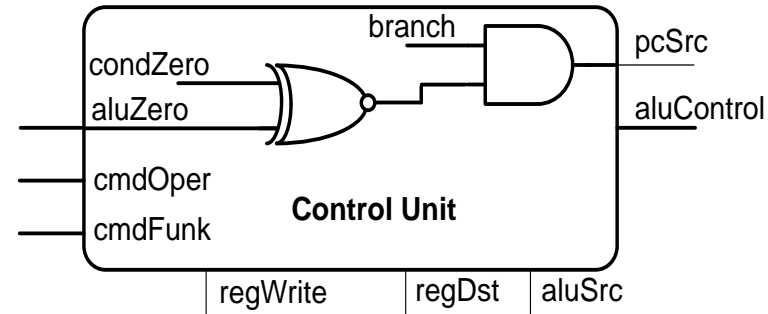 branch
pcSrc
condZero
aluZero
aluControl
cmdOper
Control Unit
cmdFunk
regWrite
regDst
aluSrc